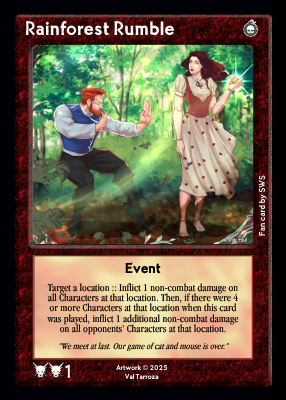 Rainforest Rumble
Fan card by SWS
Event
Target a location :: Inflict 1 non-combat damage on
all Characters at that location. Then, if there were 4
or more Characters at that location when this card
was played, inflict 1 additional non-combat damage
on all opponents' Characters at that location.
"We meet at last. Our game of cat and mouse is over."
1
Artwork © 2025
Val Tarroza